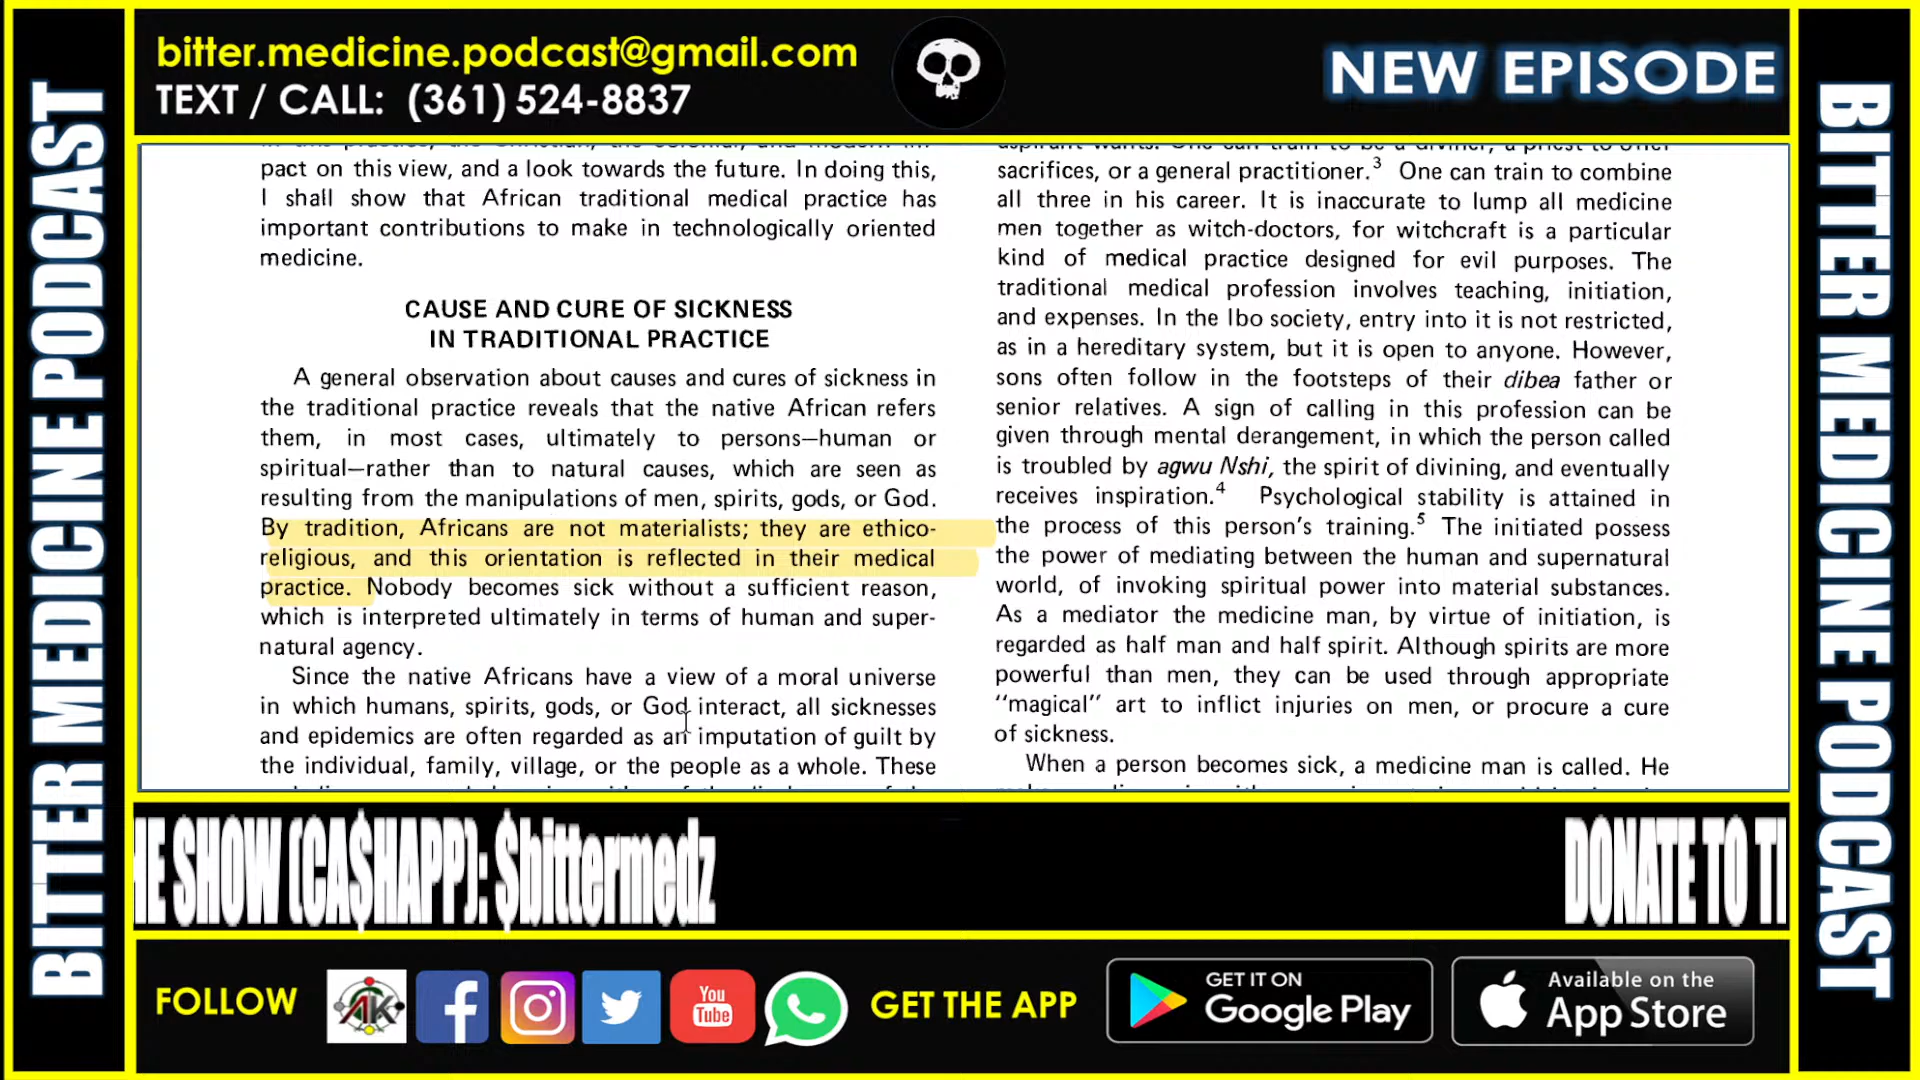 bitter.medicine.podcast@gmail.com
TEXT / CALL: (361) 524-8837
NEW EPISODE
BITTER MEDICINE PODCAST
pact on this view, and a look towards the future. In doing this,
I shall show that African traditional medical practice has
important contributions to make in technologically oriented
medicine.
CAUSE AND CURE OF SICKNESS
IN TRADITIONAL PRACTICE
A general observation about causes and cures of sickness in
the traditional practice reveals that the native African refers
them, in most cases, ultimately to persons—human or
spiritual—rather than to natural causes, which are seen as
resulting from the manipulations of men, spirits, gods, or God.
By tradition, Africans are not materialists; they are ethico-
religious, and this orientation is reflected in their medical
practice. Nobody becomes sick without a sufficient reason,
which is interpreted ultimately in terms of human and super-
natural agency.
Since the native Africans have a view of a moral universe
in which humans, spirits, gods, or God interact, all sicknesses
and epidemics are often regarded as an imputation of guilt by
the individual, family, village, or the people as a whole. These
aspirant wants. One can train to be a diviner, a priest to offer
sacrifices, or a general practitioner.3 One can train to combine
all three in his career. It is inaccurate to lump all medicine
men together as witch-doctors, for witchcraft is a particular
kind of medical practice designed for evil purposes. The
traditional medical profession involves teaching, initiation,
and expenses. In the Ibo society, entry into it is not restricted,
as in a hereditary system, but it is open to anyone. However,
sons often follow in the footsteps of their dibea father or
senior relatives. A sign of calling in this profession can be
given through mental derangement, in which the person called
is troubled by agwu Nshi, the spirit of divining, and eventually
receives inspiration.4 Psychological stability is attained in
the process of this person's training.5 The initiated possess
the power of mediating between the human and supernatural
world, of invoking spiritual power into material substances.
As a mediator the medicine man, by virtue of initiation, is
regarded as half man and half spirit. Although spirits are more
powerful than men, they can be used through appropriate
"magical" art to inflict injuries on men, or procure a cure
of sickness.
When a person becomes sick, a medicine man is called. He
BITTER MEDICINE PODCAST
HE SHOW (CA$HAPP): $bittermedz
DONATE TO T
FOLLOW
AK
You
Tube
GET THE APP
GET IT ON
Google Play
Available on the
App Store